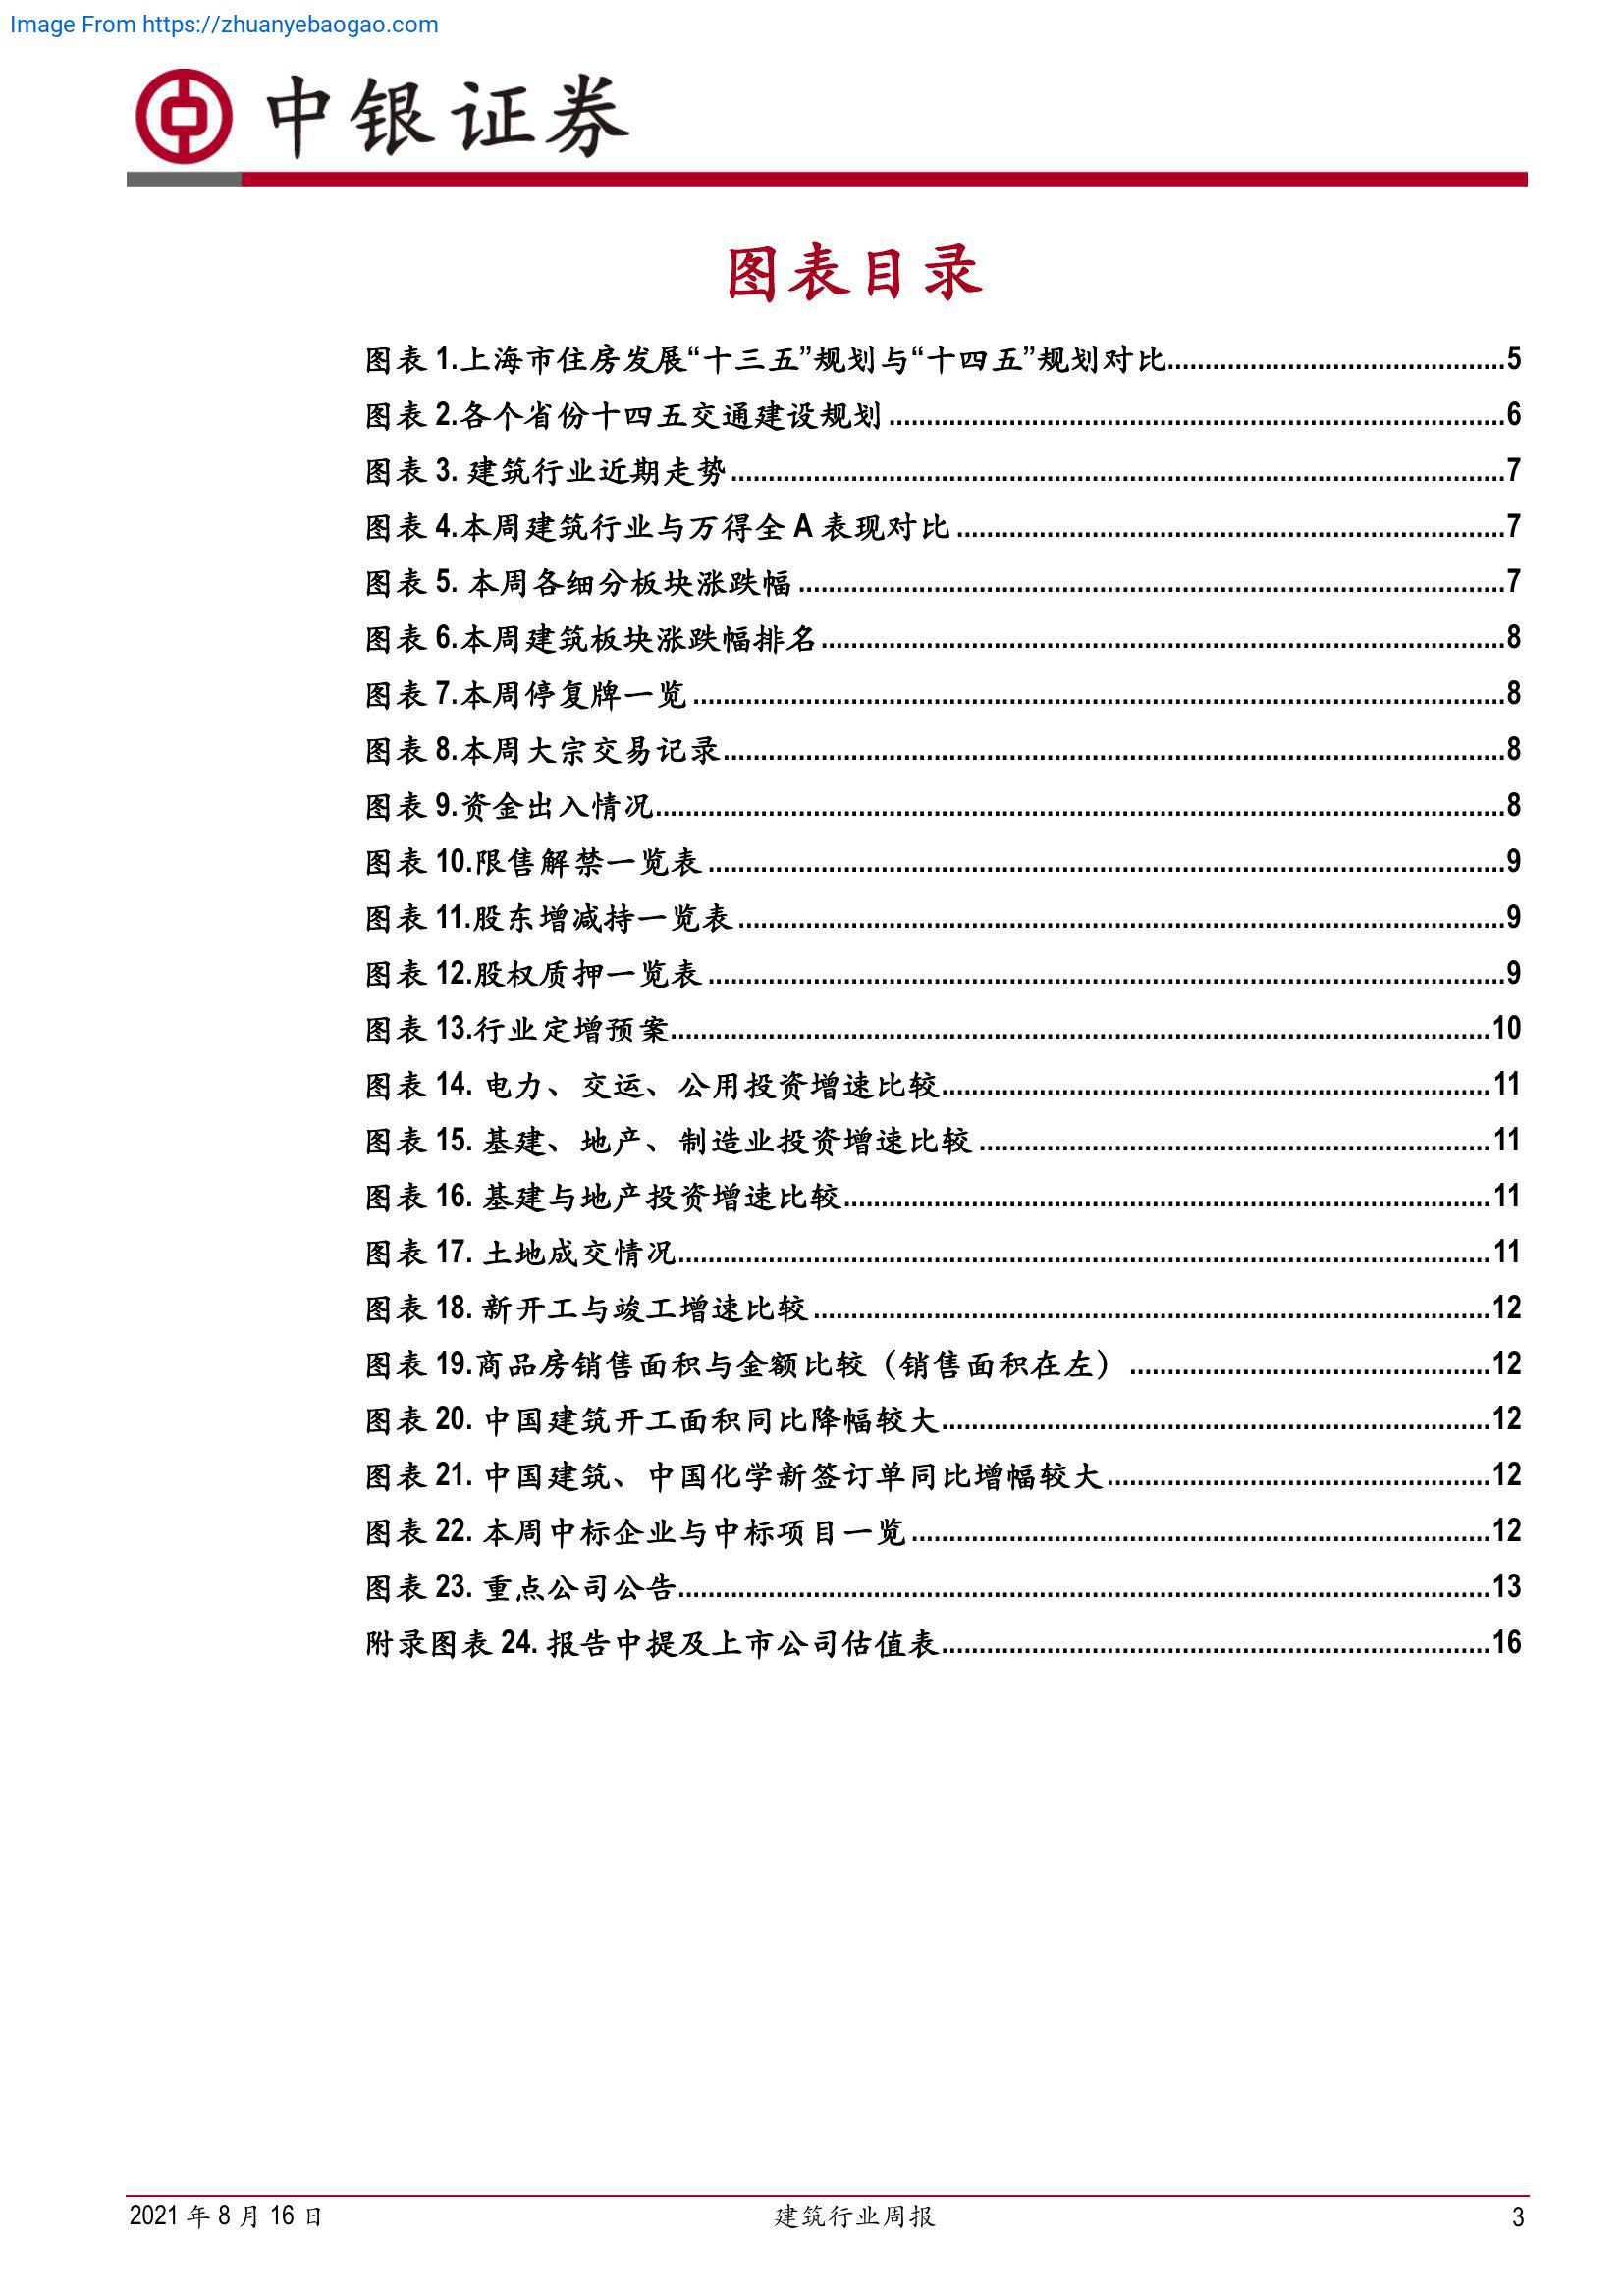 Image From https://zhuanyebaogao.com
中银证券
图表目录
图表 1.上海市住房发展“十三五”规划与“十四五”规划对比.............................................5
图表 2.各个省份十四五交通建设规划..................................................................................6
图表 3. 建筑行业近期走势.......................................................................................................7
图表 4.本周建筑行业与万得全 A 表现对比.........................................................................7
图表 5. 本周各细分板块涨跌幅..............................................................................................7
图表 6.本周建筑板块涨跌幅排名...........................................................................................8
图表 7.本周停复牌一览............................................................................................................8
图表 8.本周大宗交易记录........................................................................................................8
图表 9.资金出入情况.................................................................................................................8
图表 10.限售解禁一览表..........................................................................................................9
图表 11.股东增减持一览表......................................................................................................9
图表 12.股权质押一览表..........................................................................................................9
图表 13.行业定增预案.............................................................................................................10
图表 14. 电力、交运、公用投资增速比较.........................................................................11
图表 15. 基建、地产、制造业投资增速比较....................................................................11
图表 16. 基建与地产投资增速比较......................................................................................11
图表 17. 土地成交情况............................................................................................................11
图表 18. 新开工与竣工增速比较..........................................................................................12
图表 19.商品房销售面积与金额比较（销售面积在左）................................................12
图表 20. 中国建筑开工面积同比降幅较大.........................................................................12
图表 21. 中国建筑、中国化学新签订单同比增幅较大...................................................12
图表 22. 本周中标企业与中标项目一览.............................................................................12
图表 23. 重点公司公告............................................................................................................13
附录图表 24. 报告中提及上市公司估值表.........................................................................16
2021 年 8 月 16 日
建筑行业周报
3